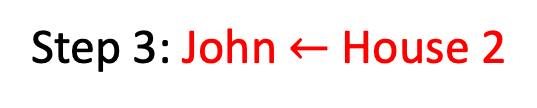 Step 3: John ← House 2